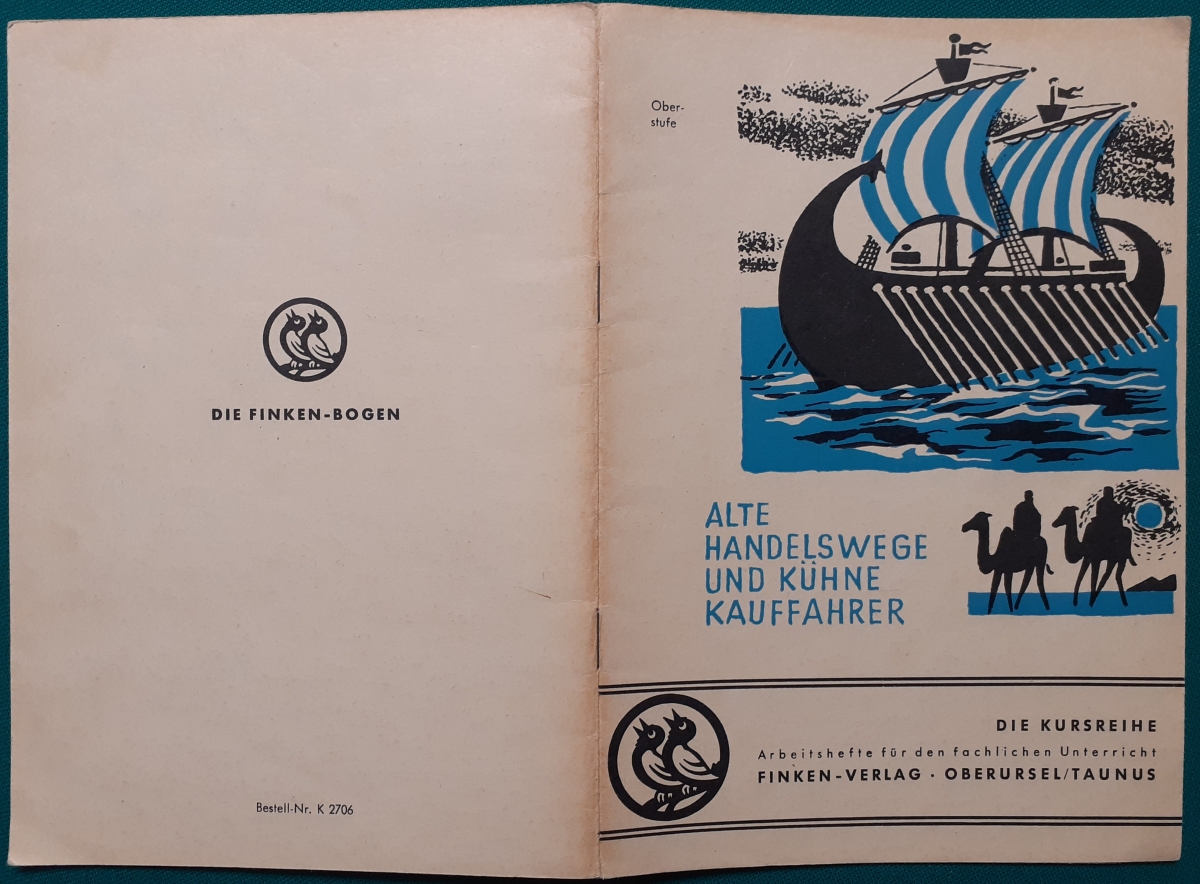 DIE FINKEN-BOGEN
Bestell-Nr. K 2706
Ober-
stufe
ALTE
HANDELSWEGE
UND KÜHNE
KAUFFAHRER
DIE KURSREIHE
Arbeitshefte für den fachlichen Unterricht
FINKEN-VERLAG · OBERURSEL/TAUNUS